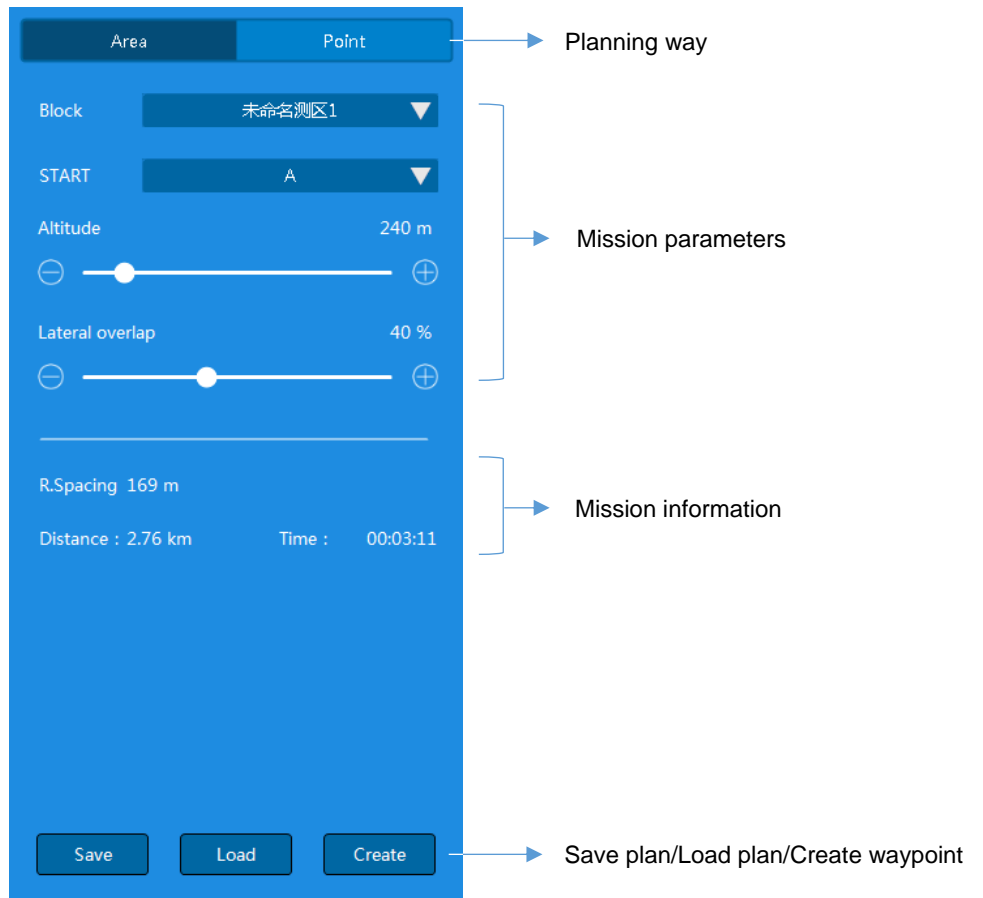 Area Point Planning way
Block 未命名测区1
START A
Altitude 240 m
Mission parameters
Lateral overlap 40 %
R.Spacing 169 m
Mission information
Distance : 2.76 km Time : 00:03:11
Save Load Create Save plan/Load plan/Create waypoint